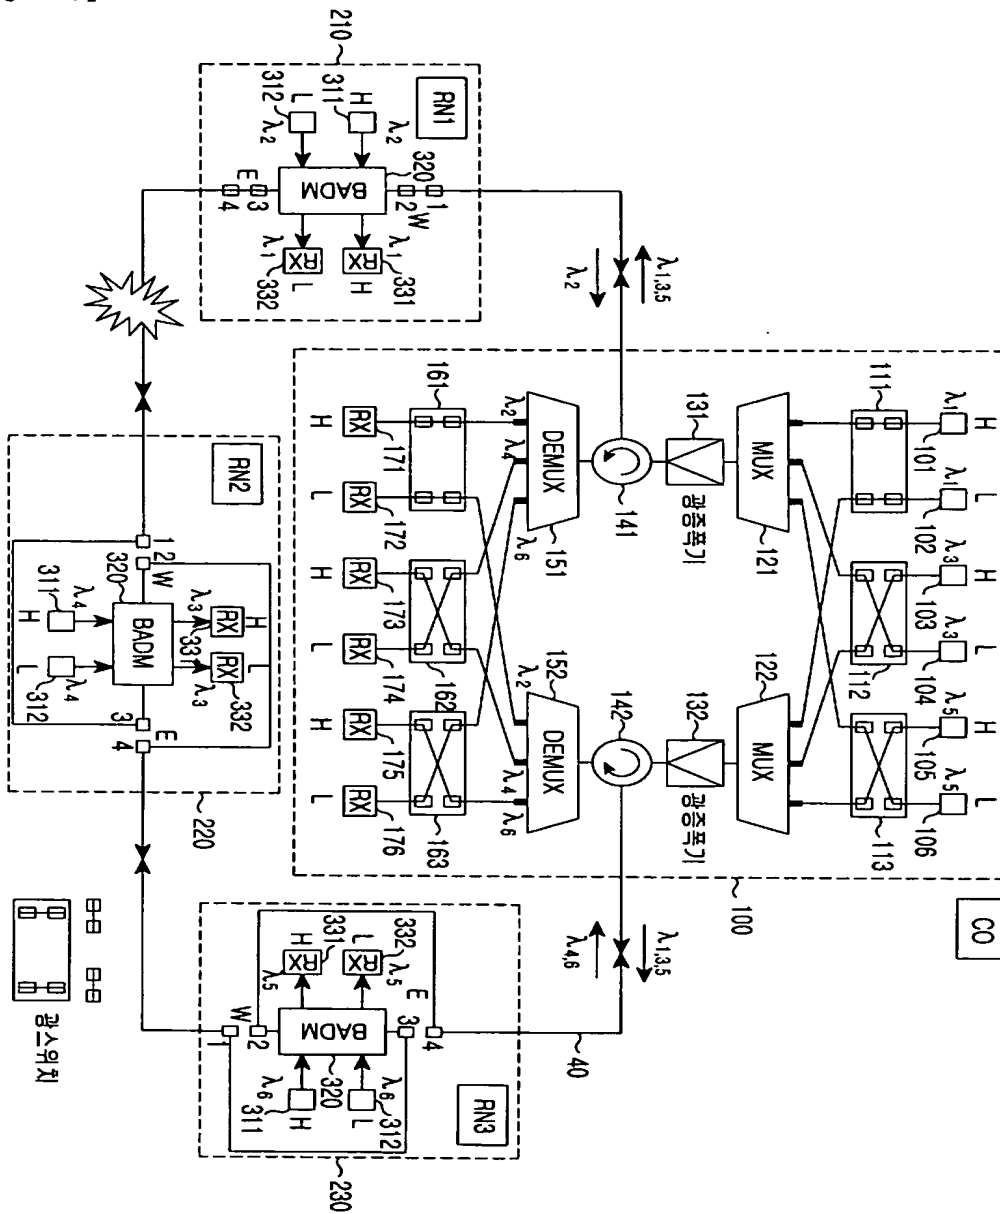 CO
H L H L H L
λ1 λ1 λ3 λ3 λ5 λ5
101 102 103 104 105 106
111 112 113
MUX 121 MUX 122
100
131 광증폭기 132 광증폭기
λ1,3,5 λ1,3,5
λ2 λ4,6
141 142
40
DEMUX 151 DEMUX 152
λ2 λ4 λ6 λ2 λ4 λ6
161 162 163
RX RX RX RX RX RX
171 172 173 174 175 176
H L H L H L
210
RN1
1
2 W
H 311 λ2 320 λ1 RX 331 H
BADM
L 312 λ2 λ1 RX 332 L
E 3
4
RN2
220
1 2 W
320
BADM
E 3 4
λ3 RX H 331
λ3 RX L 332
311 λ4 H
312 λ4 L
RN3
230
4
E 3
332 L RX λ5
331 H RX λ5
BADM
320
λ6 L 312
λ6 H 311
W 2
1
광스위치